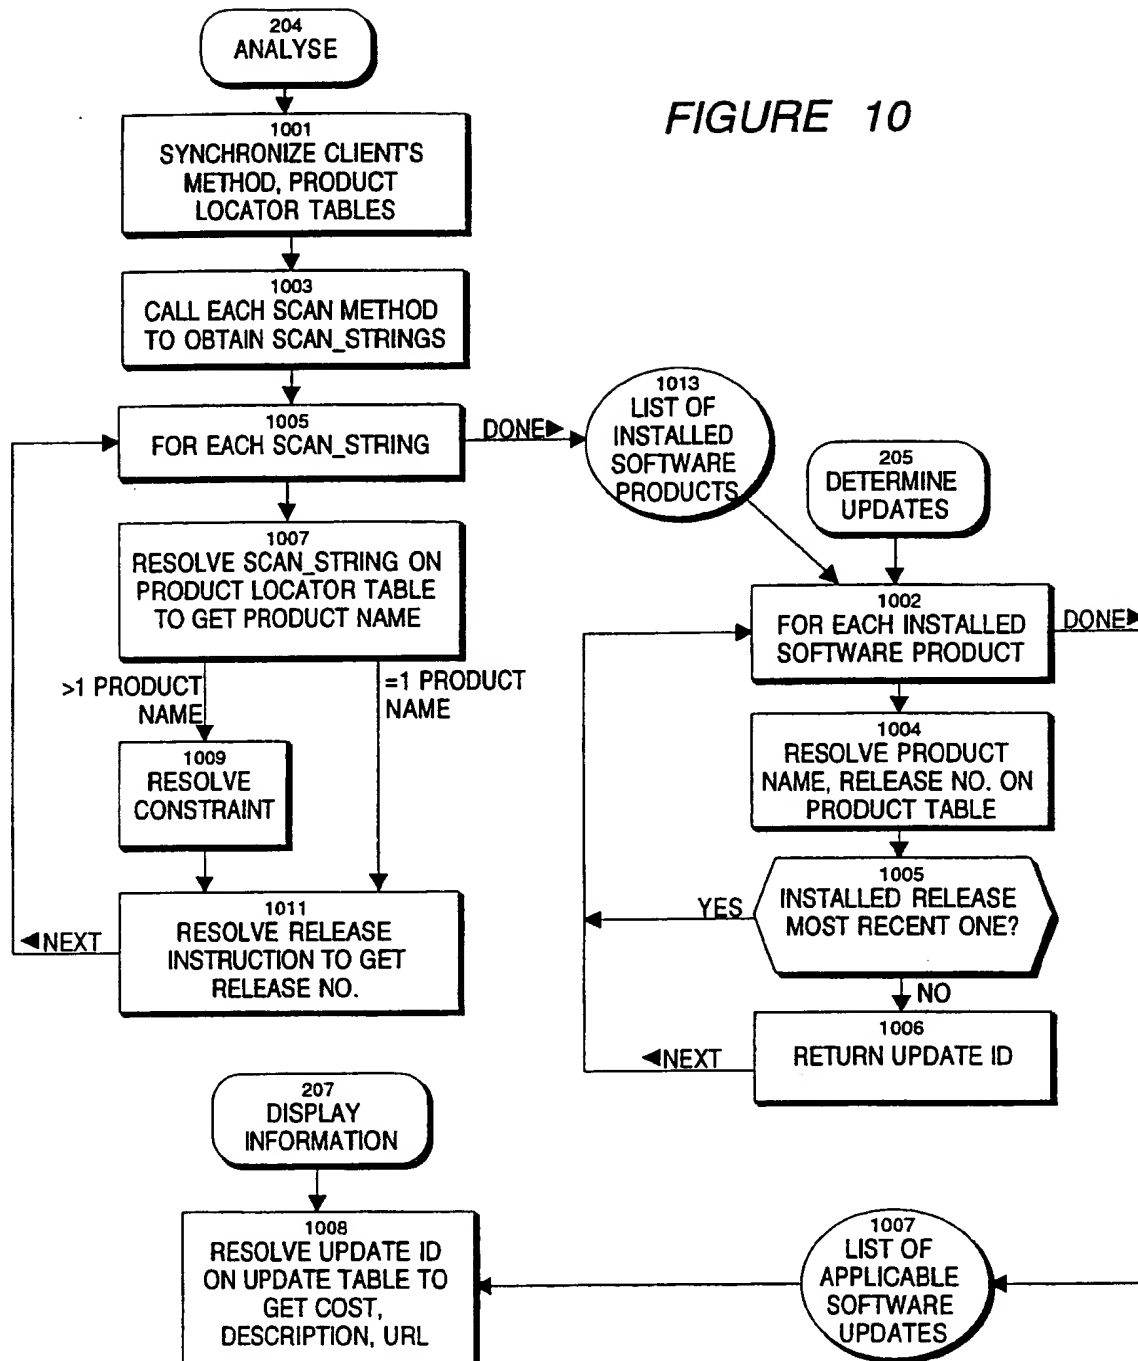 FIGURE 10
204
ANALYSE
1001
SYNCHRONIZE CLIENT'S
METHOD, PRODUCT
LOCATOR TABLES
1003
CALL EACH SCAN METHOD
TO OBTAIN SCAN_STRINGS
1005
FOR EACH SCAN_STRING
DONE
1007
RESOLVE SCAN_STRING ON
PRODUCT LOCATOR TABLE
TO GET PRODUCT NAME
>1 PRODUCT
NAME
=1 PRODUCT
NAME
1009
RESOLVE
CONSTRAINT
1011
RESOLVE RELEASE
INSTRUCTION TO GET
RELEASE NO.
NEXT
1013
LIST OF
INSTALLED
SOFTWARE
PRODUCTS
205
DETERMINE
UPDATES
1002
FOR EACH INSTALLED
SOFTWARE PRODUCT
DONE
1004
RESOLVE PRODUCT
NAME, RELEASE NO. ON
PRODUCT TABLE
1005
INSTALLED RELEASE
MOST RECENT ONE?
YES
NO
1006
RETURN UPDATE ID
NEXT
207
DISPLAY
INFORMATION
1008
RESOLVE UPDATE ID
ON UPDATE TABLE TO
GET COST,
DESCRIPTION, URL
1007
LIST OF
APPLICABLE
SOFTWARE
UPDATES